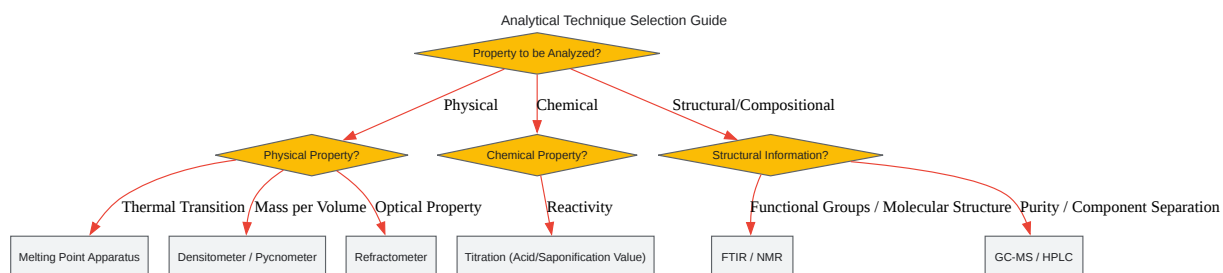 Analytical Technique Selection Guide
Property to be Analyzed?
Physical
Chemical
Structural/Compositional
Physical Property?
Chemical Property?
Structural Information?
Thermal Transition
Mass per Volume
Optical Property
Reactivity
Functional Groups / Molecular Structure
Purity / Component Separation
Melting Point Apparatus
Densitometer / Pycnometer
Refractometer
Titration (Acid/Saponification Value)
FTIR / NMR
GC-MS / HPLC